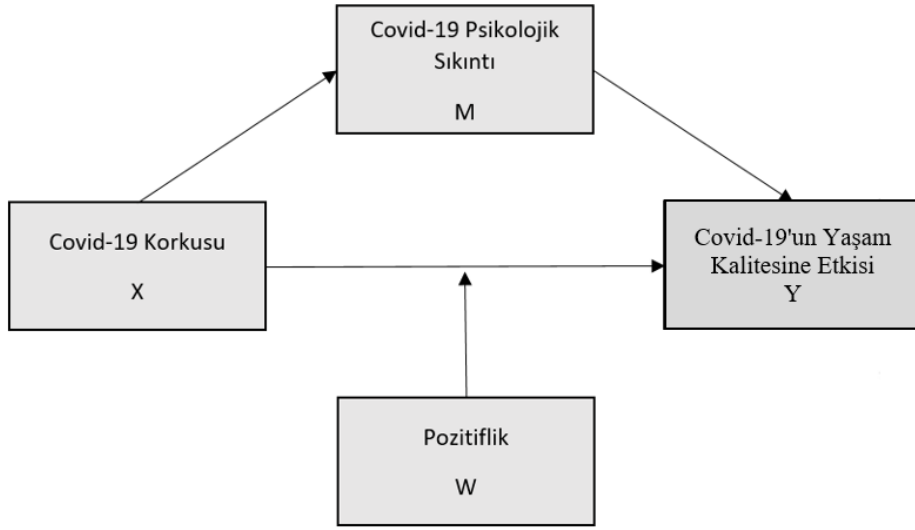 Covid-19 Psikolojik
Sıkıntı
M
Covid-19 Korkusu
X
Covid-19'un Yaşam
Kalitesine Etkisi
Y
Pozitiflik
W